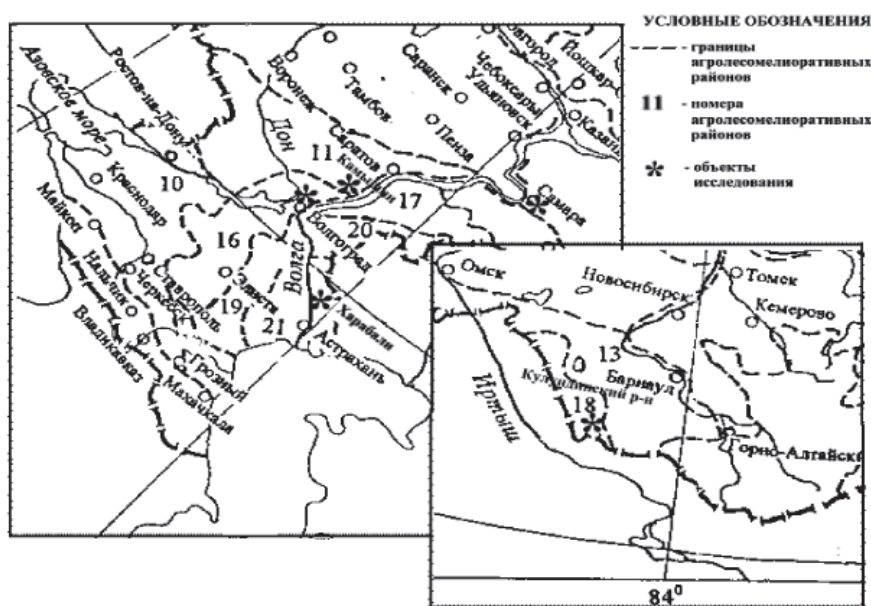 УСЛОВНЫЕ ОБОЗНАЧЕНИЯ
- границы
агролесомелиоративных
районов
11 - номера
агролесомелиоративных
районов
* - объекты
исследования
Азовское море
Ростов-на-Дону
Воронеж
Тамбов
Саранск
Чебоксары
Ульяновск
Йошкар
Казань
Дон
Пенза
Саратов
Камышин
Самара
11
10
17
Краснодар
Майкоп
16
Волгоград
20
Волга
Элиста
Ставрополь
Черкесск
Нальчик
19
21
Харабали
Астрахань
Владикавказ
Грозный
Махачкала
Омск
Новосибирск
Томск
Кемерово
13
Барнаул
Кулундинский р-н
18
Иртыш
Горно-Алтайск
84⁰